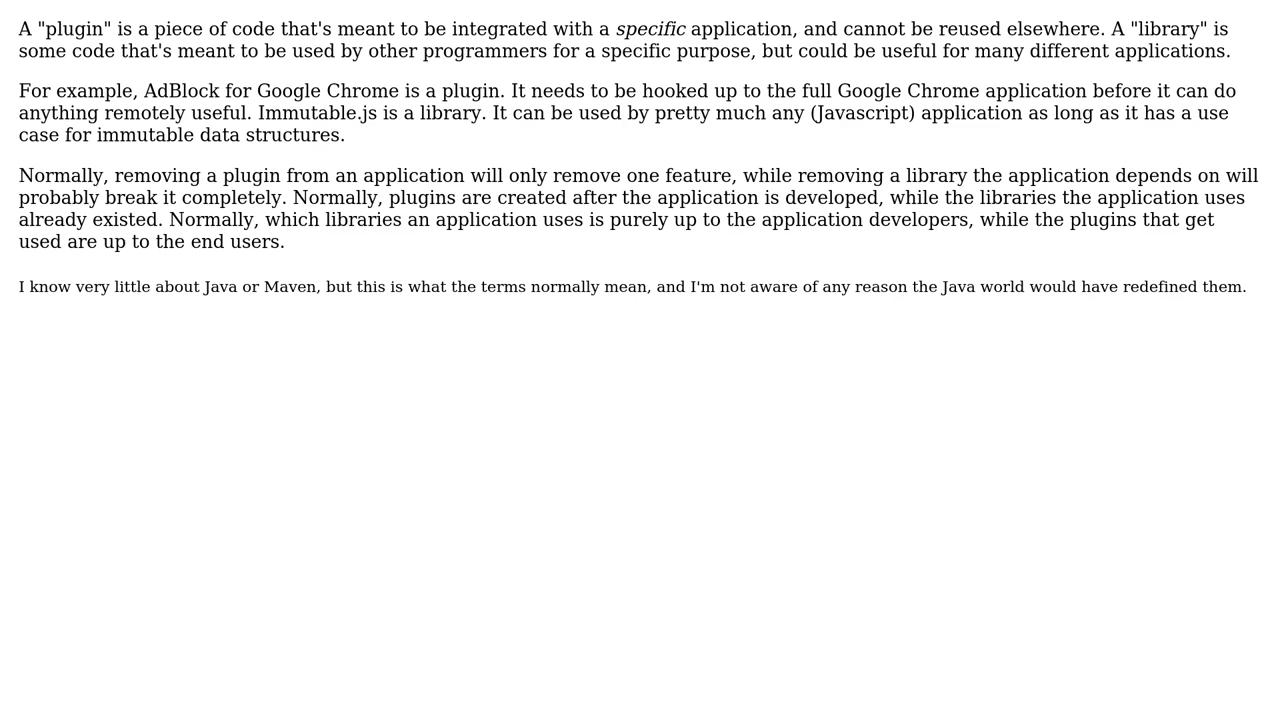 A "plugin" is a piece of code that's meant to be integrated with a specific application, and cannot be reused elsewhere. A "library" is
some code that's meant to be used by other programmers for a specific purpose, but could be useful for many different applications.
For example, AdBlock for Google Chrome is a plugin. It needs to be hooked up to the full Google Chrome application before it can do
anything remotely useful. Immutable.js is a library. It can be used by pretty much any (Javascript) application as long as it has a use
case for immutable data structures.
Normally, removing a plugin from an application will only remove one feature, while removing a library the application depends on will
probably break it completely. Normally, plugins are created after the application is developed, while the libraries the application uses
already existed. Normally, which libraries an application uses is purely up to the application developers, while the plugins that get
used are up to the end users.
I know very little about Java or Maven, but this is what the terms normally mean, and I'm not aware of any reason the Java world would have redefined them.